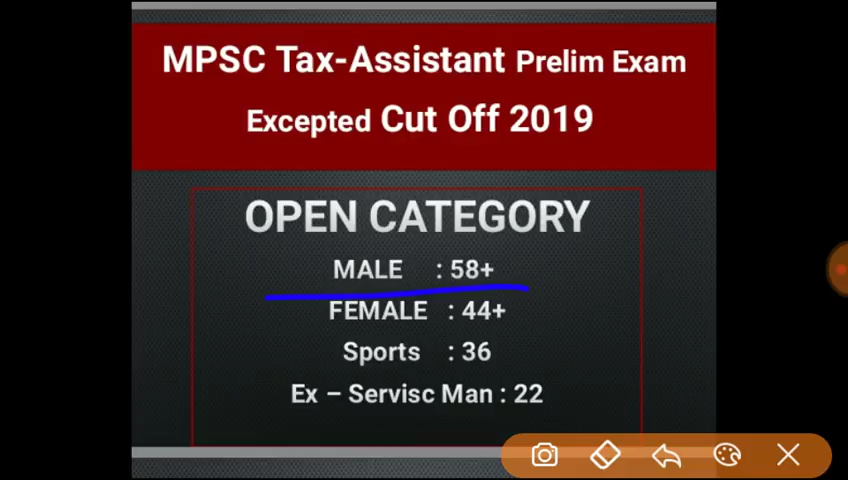 MPSC Tax-Assistant Prelim Exam
Excepted Cut Off 2019
OPEN CATEGORY
MALE : 58+
FEMALE : 44+
Sports : 36
Ex – Servisc Man : 22